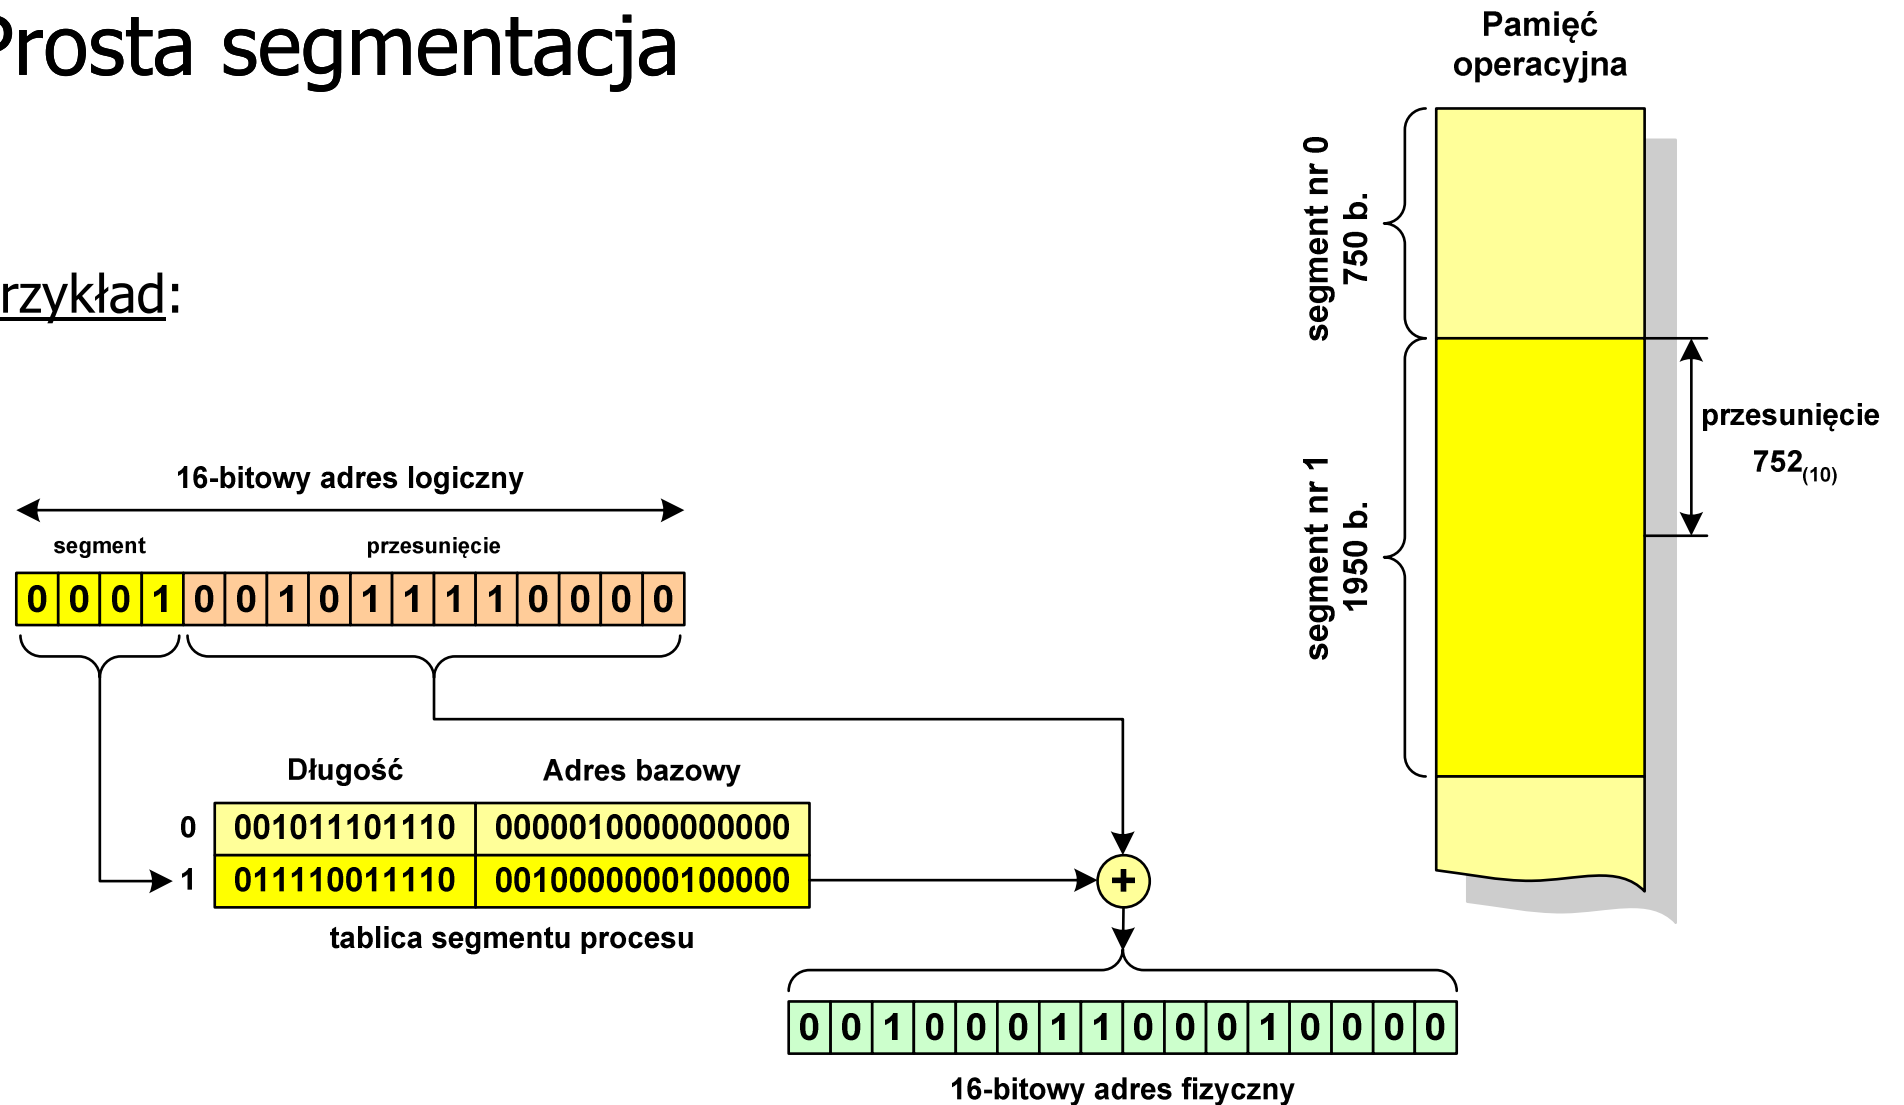 Prosta segmentacja
rzykład:
Pamięć
operacyjna
segment nr 0
750 b.
segment nr 1
1950 b.
przesunięcie
752(10)
16-bitowy adres logiczny
segment przesunięcie
0 0 0 1 0 0 1 0 1 1 1 1 0 0 0 0
Długość Adres bazowy
0 001011101110 0000010000000000
1 011110011110 0010000000100000
tablica segmentu procesu
+
0 0 1 0 0 0 1 1 0 0 0 1 0 0 0 0
16-bitowy adres fizyczny